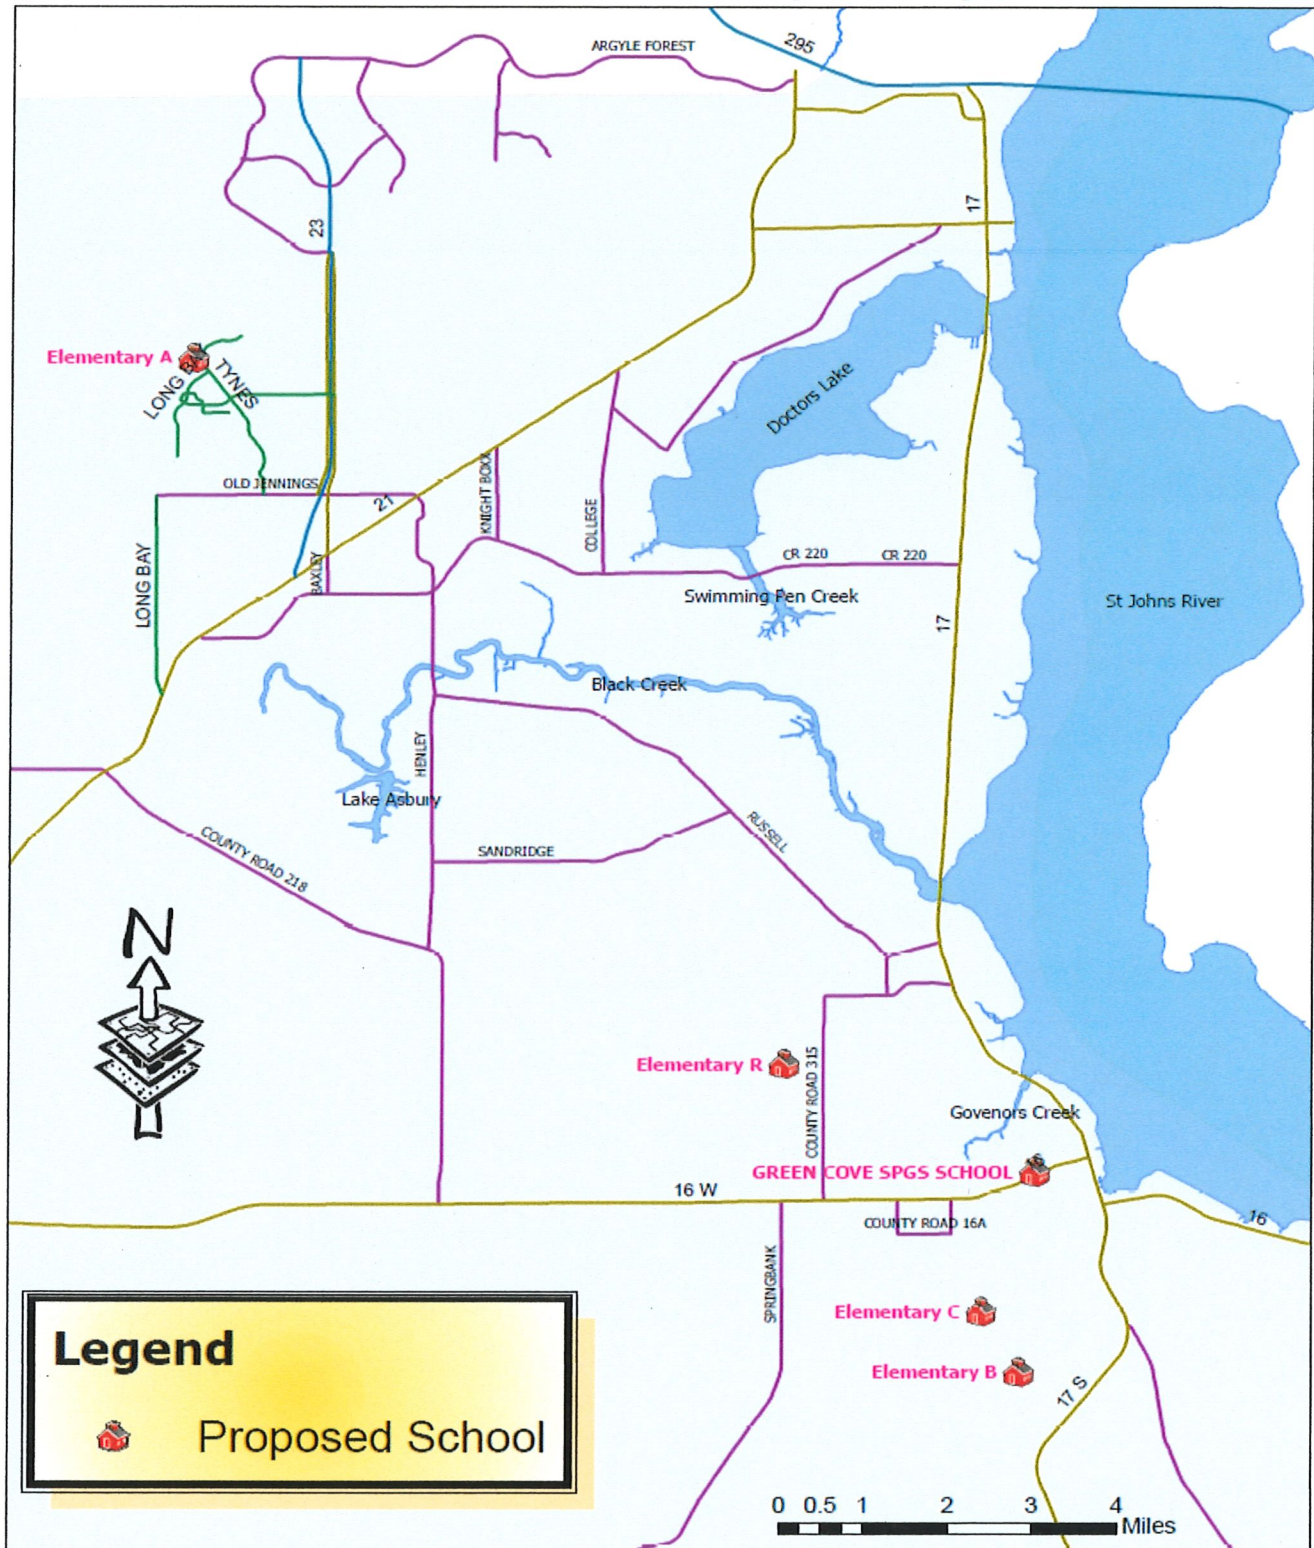 ARGYLE FOREST
295
17
23
Elementary A
LONG BAY
TYNES
Doctors Lake
OLD JENNINGS
21
KNIGHT BOXX
COLLEGE
CR 220
CR 220
BAXLEY
LONG BAY
Swimming Pen Creek
St Johns River
17
Black Creek
HENLEY
Lake Asbury
RUSSELL
COUNTY ROAD 218
SANDRIDGE
N
Elementary R
COUNTY ROAD 315
Govenors Creek
GREEN COVE SPGS SCHOOL
16 W
COUNTY ROAD 16A
16
SPRINGBANK
Elementary C
Elementary B
17 S
Legend
Proposed School
0 0.5 1 2 3 4
Miles